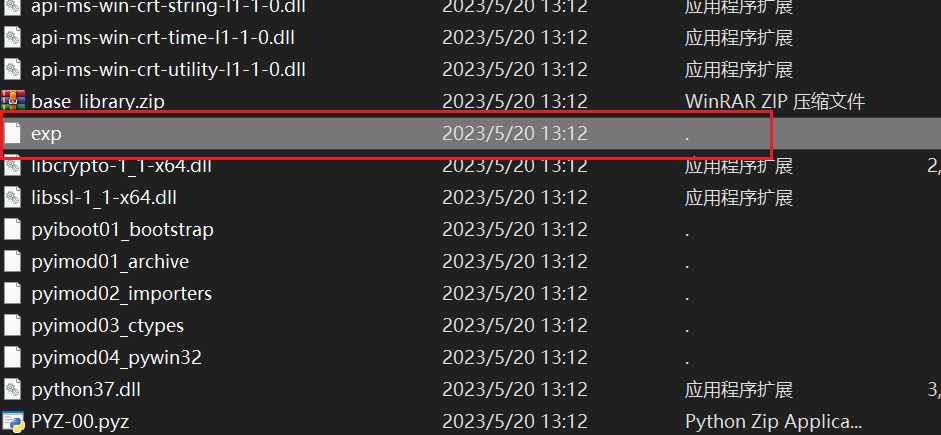 api-ms-win-crt-string-l1-1-0.dll 2023/5/20 13:12 应用程序扩展
api-ms-win-crt-time-l1-1-0.dll 2023/5/20 13:12 应用程序扩展
api-ms-win-crt-utility-l1-1-0.dll 2023/5/20 13:12 应用程序扩展
base_library.zip 2023/5/20 13:12 WinRAR ZIP 压缩文件
exp 2023/5/20 13:12 .
libcrypto-1_1-x64.dll 2023/5/20 13:12 应用程序扩展 2,
libssl-1_1-x64.dll 2023/5/20 13:12 应用程序扩展
pyiboot01_bootstrap 2023/5/20 13:12 .
pyimod01_archive 2023/5/20 13:12 .
pyimod02_importers 2023/5/20 13:12 .
pyimod03_ctypes 2023/5/20 13:12 .
pyimod04_pywin32 2023/5/20 13:12 .
python37.dll 2023/5/20 13:12 应用程序扩展 3,
PYZ-00.pyz 2023/5/20 13:12 Python Zip Applica...